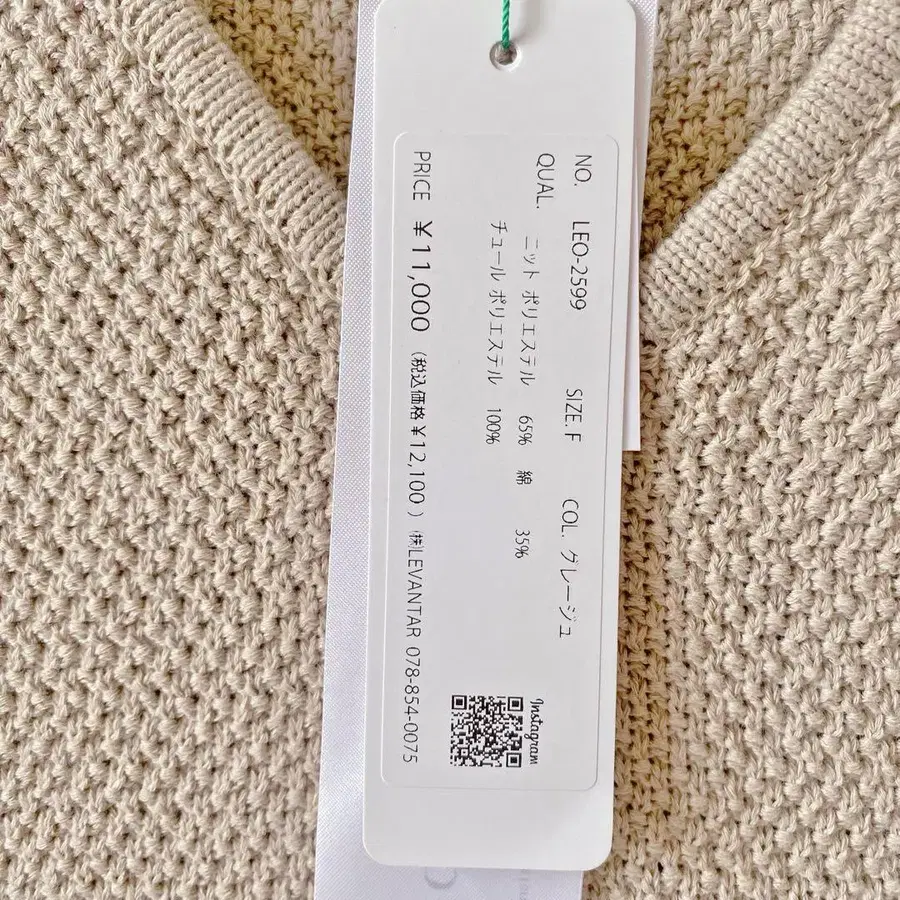 NO. LEO-2599 SIZE. F COL. グレージュ
QUAL. ニット ポリエステル 65% 綿 35%
チュール ポリエステル 100%
PRICE ¥11,000 (税込価格¥12,100) ㈱LEVANTAR 078-854-0075
Instagram